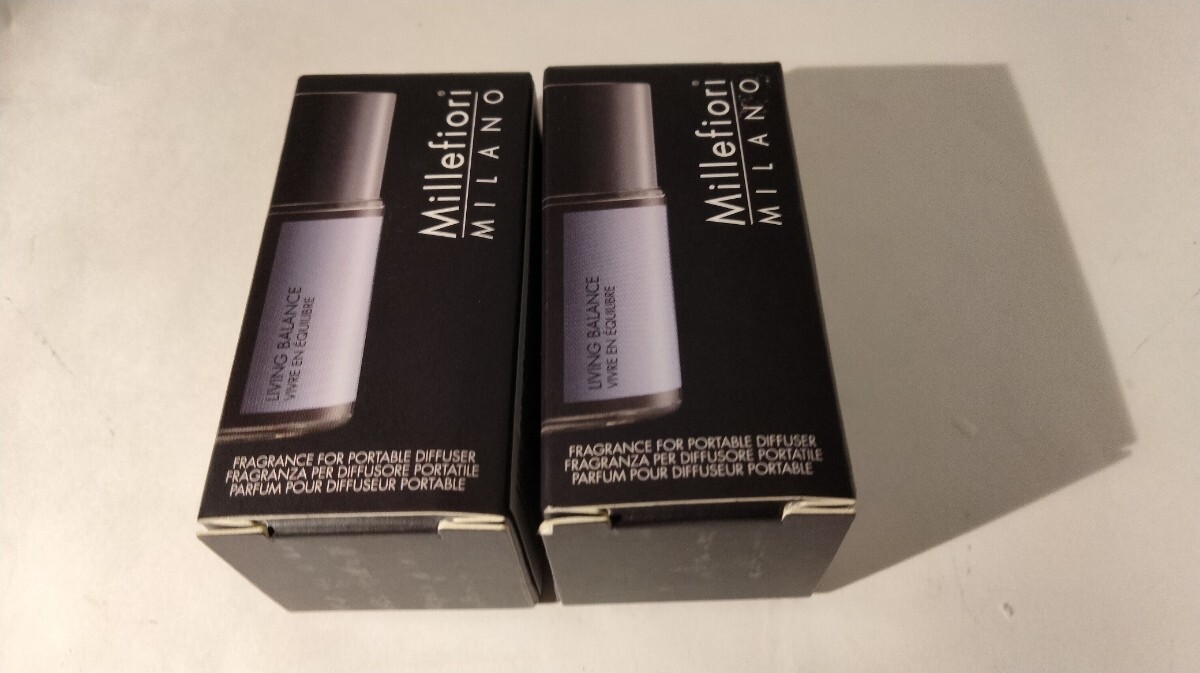 Millefiori®
MILANO
LIVING BALANCE
VIVRE EN ÉQUILIBRE
FRAGRANCE FOR PORTABLE DIFFUSER
FRAGRANZA PER DIFFUSORE PORTATILE
PARFUM POUR DIFFUSEUR PORTABLE
Millefiori®
MILANO
LIVING BALANCE
VIVRE EN ÉQUILIBRE
FRAGRANCE FOR PORTABLE DIFFUSER
FRAGRANZA PER DIFFUSORE PORTATILE
PARFUM POUR DIFFUSEUR PORTABLE